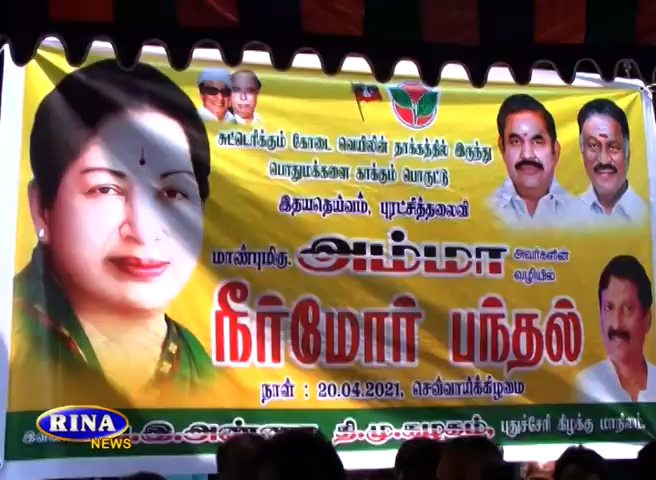 சுட்டெரிக்கும் கோடை வெயிலின் தாக்கத்தில் இருந்து
பொதுமக்களை காக்கும் பொருட்டு
இதயதெய்வம், புரட்சித்தலைவி
மாண்புமிகு. அம்மா அவர்களின் வழியில்
நீர்மோர் பந்தல்
நாள் : 20.04.2021, செவ்வாய்க்கிழமை
தி.மு.கழகம், புதுச்சேரி கிழக்கு மாநிலம்.
RINA
NEWS